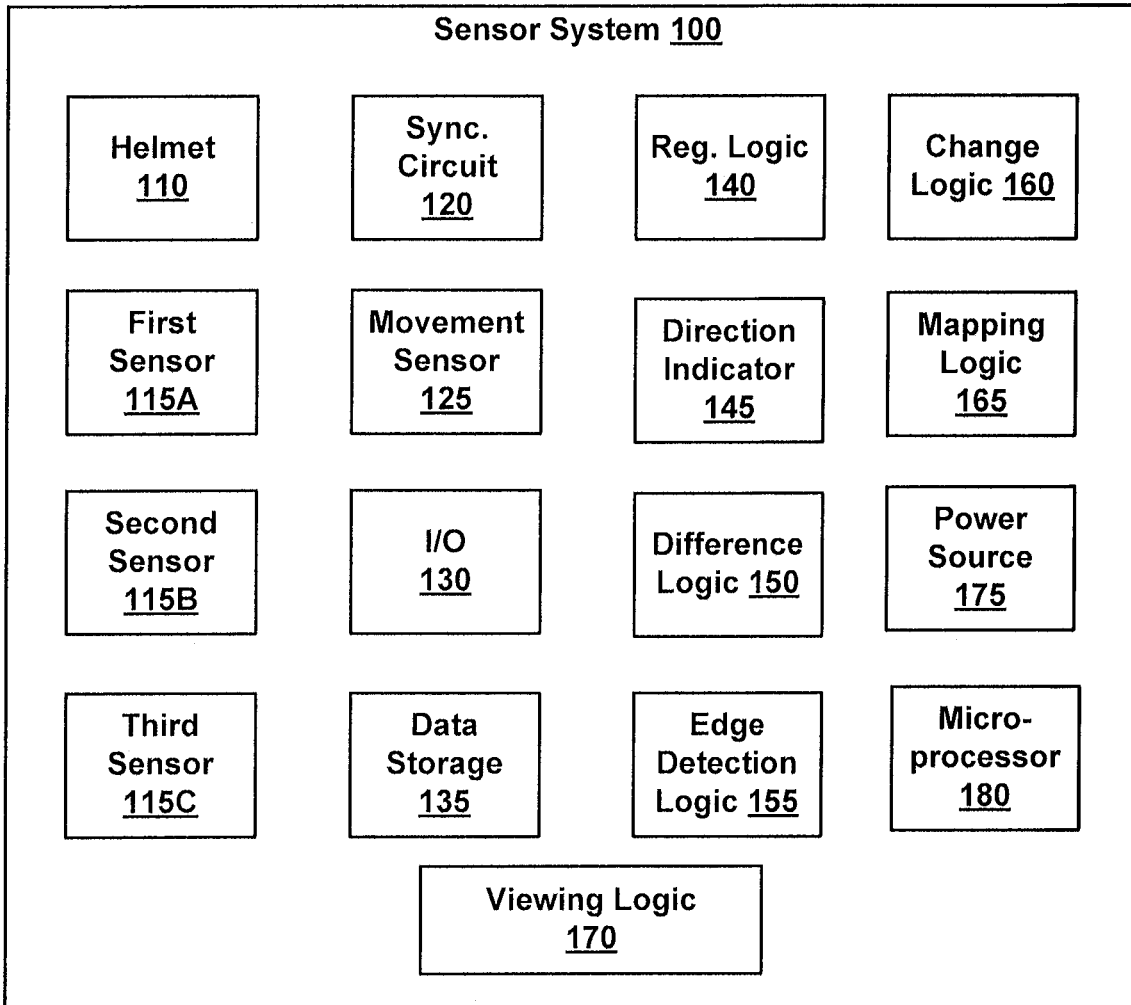 Sensor System 100
Helmet
110
Sync.
Circuit
120
Reg. Logic
140
Change
Logic 160
First
Sensor
115A
Movement
Sensor
125
Direction
Indicator
145
Mapping
Logic
165
Second
Sensor
115B
I/O
130
Difference
Logic 150
Power
Source
175
Third
Sensor
115C
Data
Storage
135
Edge
Detection
Logic 155
Micro-
processor
180
Viewing Logic
170